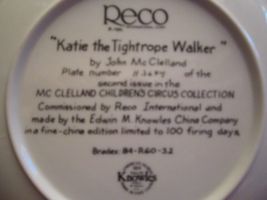 Reco
"Katie the Tightrope Walker"
by John McClelland
Plate number of the
second issue in the
MC CLELLAND CHILDREN'S CIRCUS COLLECTION
Commissioned by Reco International and
made by the Edwin M. Knowles China Company
in a fine-china edition limited to 100 firing days.
Bradex: 84-R60-3.2
Knowles